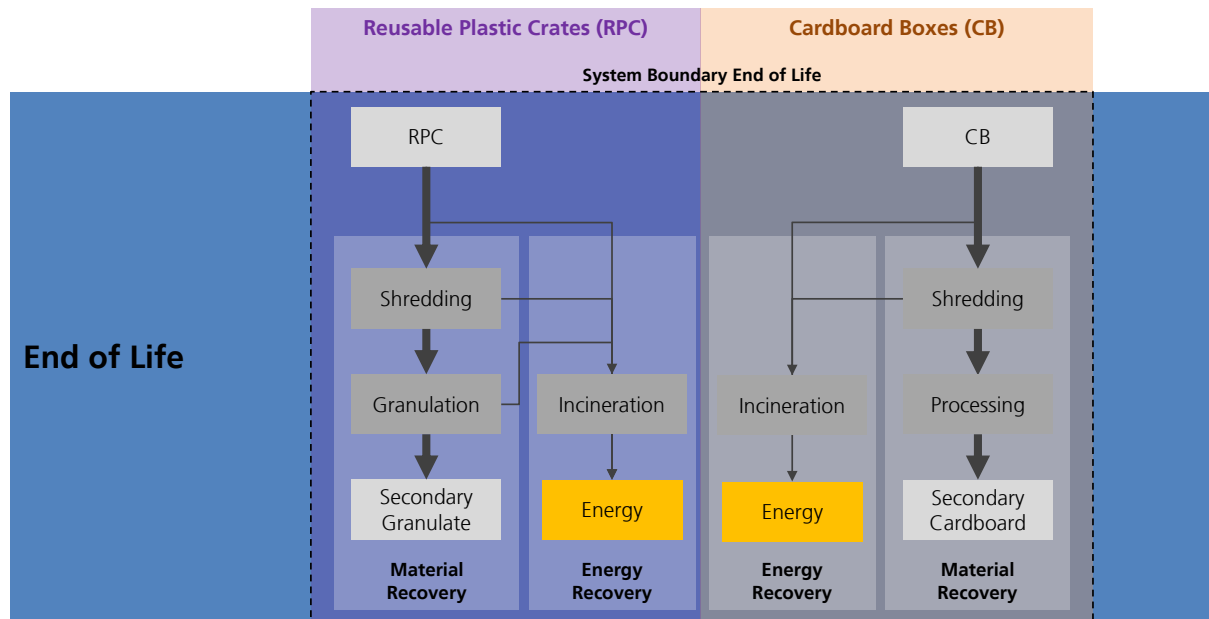 Reusable Plastic Crates (RPC)
Cardboard Boxes (CB)
System Boundary End of Life
RPC
CB
Shredding
Shredding
End of Life
Granulation
Incineration
Incineration
Processing
Secondary
Granulate
Energy
Energy
Secondary
Cardboard
Material
Recovery
Energy
Recovery
Energy
Recovery
Material
Recovery